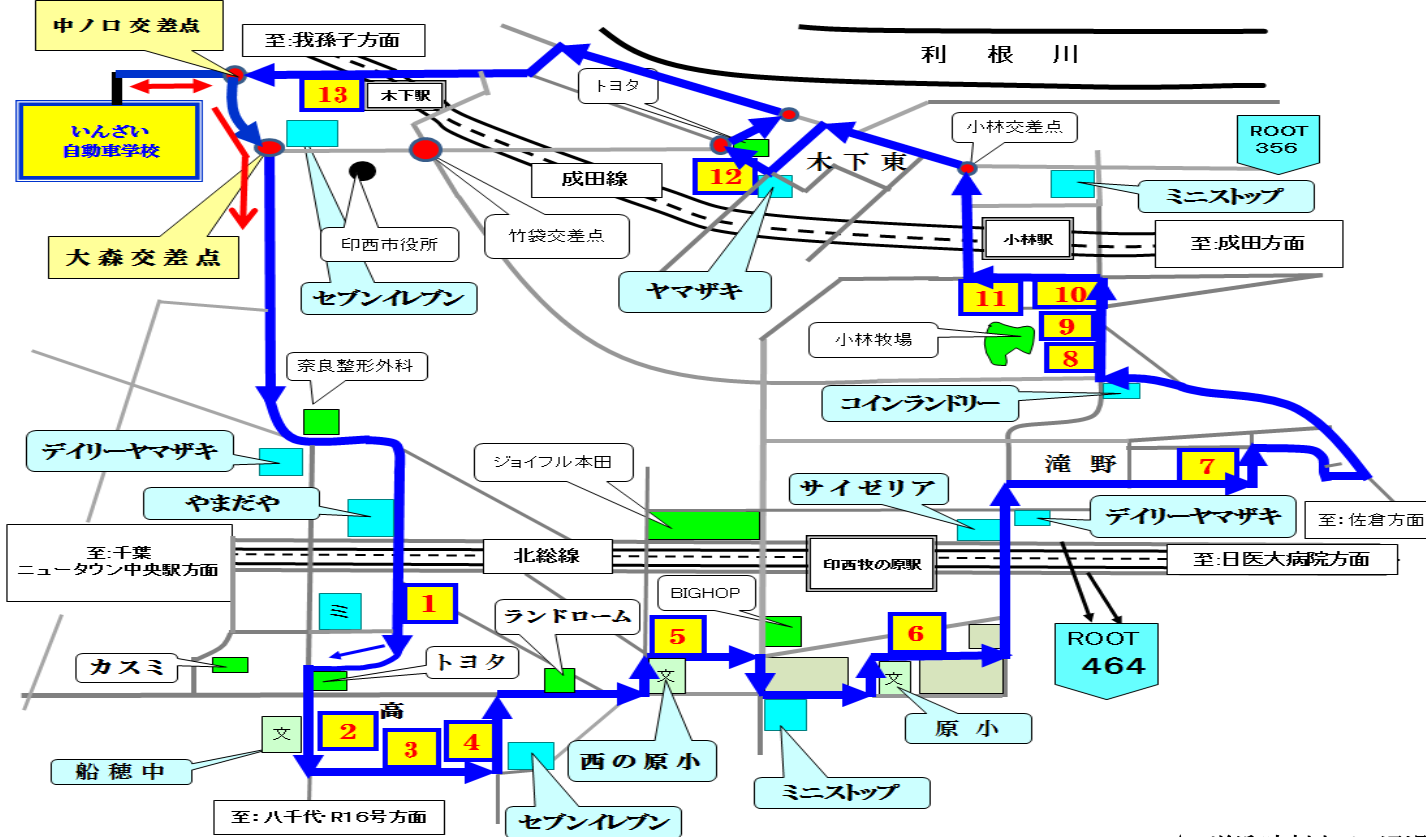 中ノ口交差点
至:我孫子方面
利根川
いんざい
自動車学校
13
木下駅
トヨタ
小林交差点
ROOT
356
木下東
12
成田線
ミニストップ
大森交差点
印西市役所
竹袋交差点
小林駅
至:成田方面
セブンイレブン
ヤマザキ
11
10
9
8
小林牧場
奈良整形外科
コインランドリー
デイリーヤマザキ
ジョイフル本田
滝野
7
やまだや
サイゼリア
デイリーヤマザキ
至:佐倉方面
至:千葉
ニュータウン中央駅方面
北総線
印西牧の原駅
至:日医大病院方面
1
BIGHOP
ミ
ランドローム
5
6
ROOT
464
カスミ
トヨタ
文
文
高
2
3
4
文
原小
西の原小
船穂中
ミニストップ
至:八千代・R16号方面
セブンイレブン